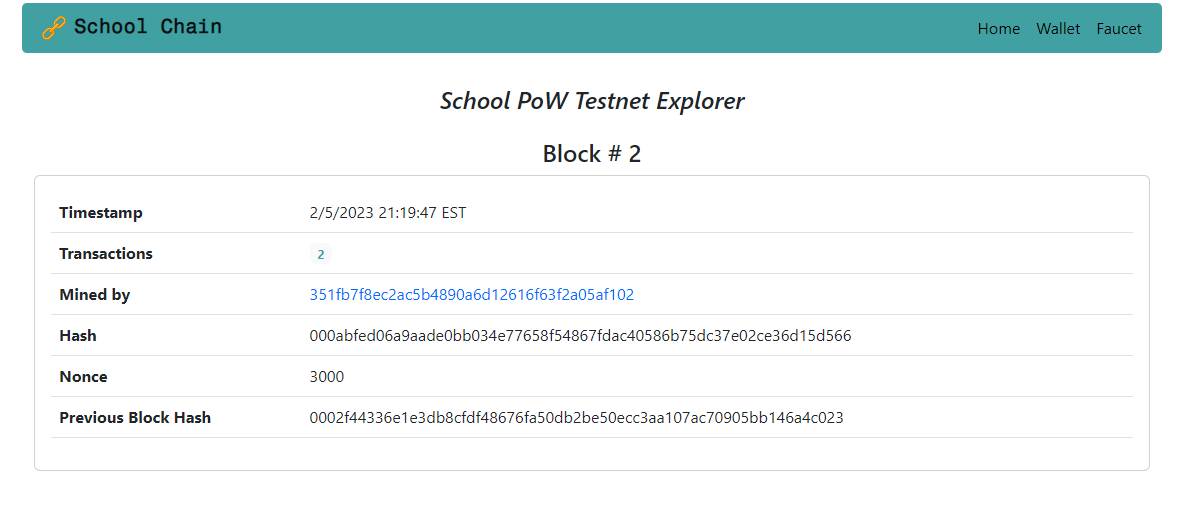 School Chain
Home Wallet Faucet
School PoW Testnet Explorer
Block # 2
Timestamp 2/5/2023 21:19:47 EST
Transactions 2
Mined by 351fb7f8ec2ac5b4890a6d12616f63f2a05af102
Hash 000abfed06a9aade0bb034e77658f54867fdac40586b75dc37e02ce36d15d566
Nonce 3000
Previous Block Hash 0002f44336e1e3db8cfdf48676fa50db2be50ecc3aa107ac70905bb146a4c023